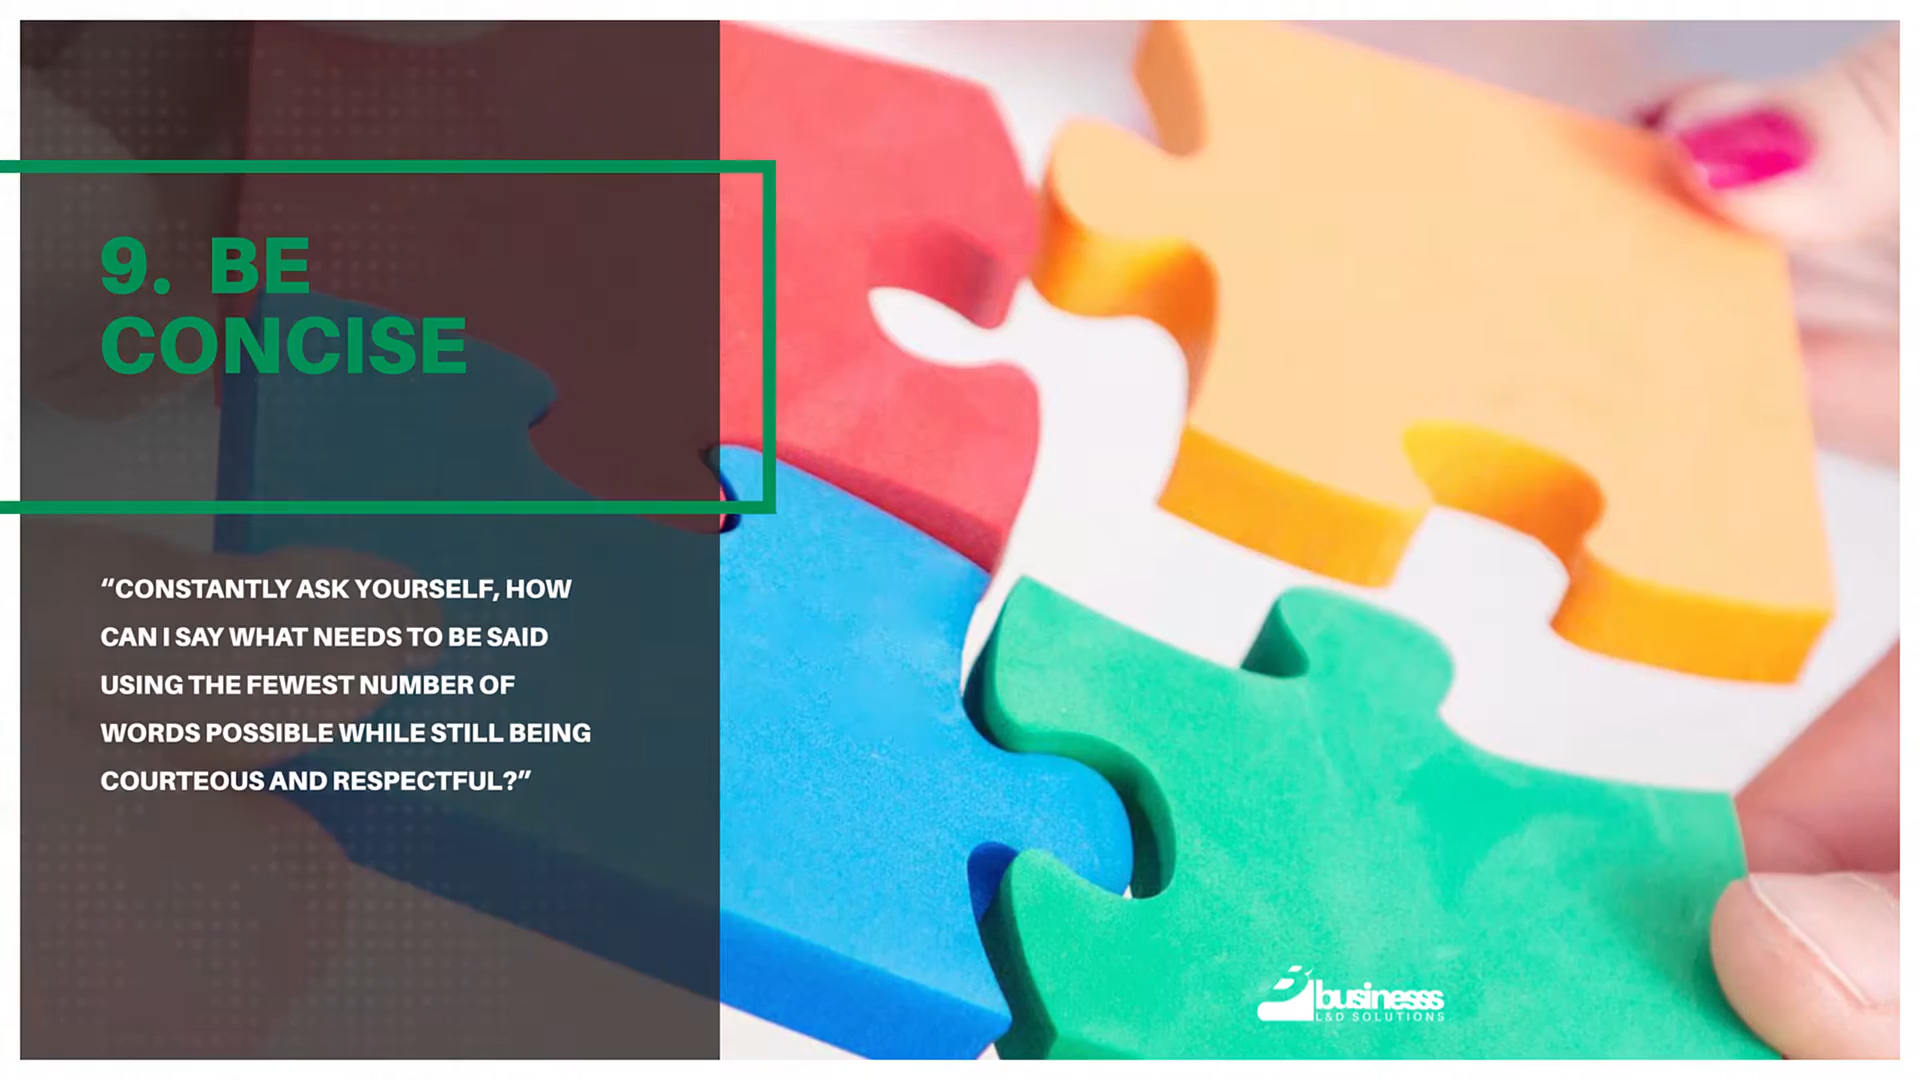 9. BE
CONCISE
"CONSTANTLY ASK YOURSELF, HOW
CAN I SAY WHAT NEEDS TO BE SAID
USING THE FEWEST NUMBER OF
WORDS POSSIBLE WHILE STILL BEING
COURTEOUS AND RESPECTFUL?"
businesss
L&D SOLUTIONS